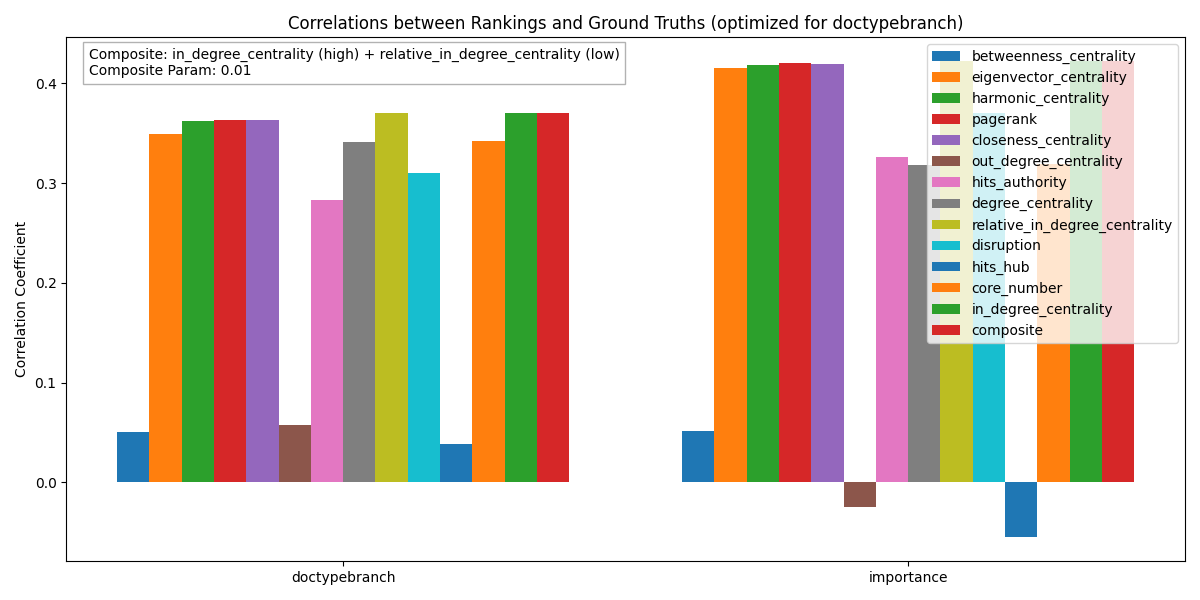 Correlations between Rankings and Ground Truths (optimized for doctypebranch)
Composite: in_degree_centrality (high) + relative_in_degree_centrality (low)
Composite Param: 0.01
betweenness_centrality
eigenvector_centrality
harmonic_centrality
pagerank
closeness_centrality
out_degree_centrality
hits_authority
degree_centrality
relative_in_degree_centrality
disruption
hits_hub
core_number
in_degree_centrality
composite
Correlation Coefficient
0.4
0.3
0.2
0.1
0.0
doctypebranch
importance